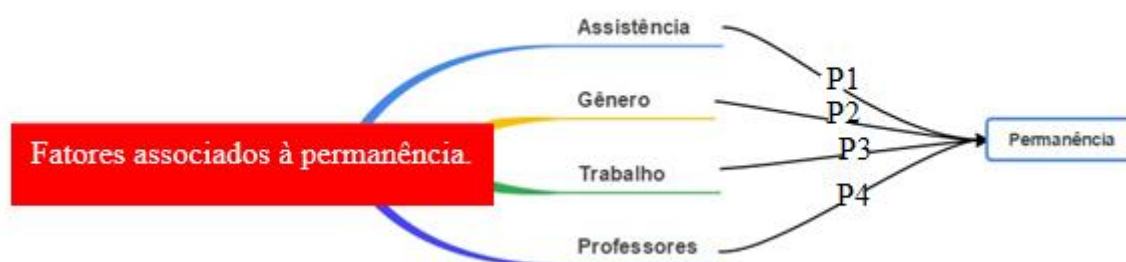 Assistência
P1
Gênero
P2
Fatores associados à permanência.
Permanência
P3
Trabalho
P4
Professores